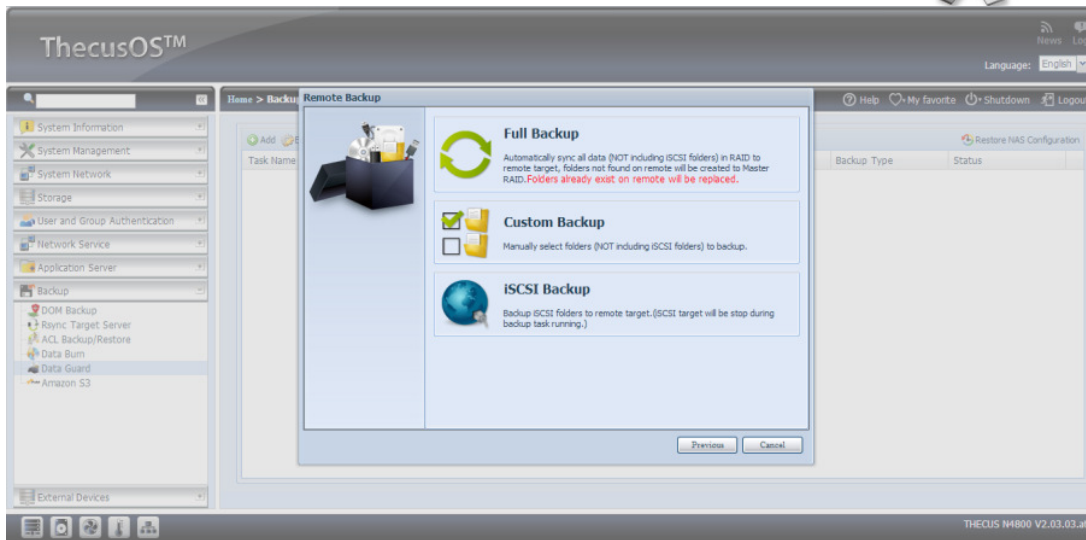 ThecusOS™
News
Language: English
Home > Backup
Remote Backup
Help My favorite Shutdown Logout
System Information
System Management
System Network
Storage
User and Group Authentication
Network Service
Application Server
Backup
DOM Backup
Rsync Target Server
ACL Backup/Restore
Data Burn
Data Guard
Amazon S3
External Devices
Add
Restore NAS Configuration
Task Name
Backup Type
Status
Full Backup
Automatically sync all data (NOT including iSCSI folders) in RAID to
remote target, folders not found on remote will be created to Master
RAID.Folders already exist on remote will be replaced.
Custom Backup
Manually select folders (NOT including iSCSI folders) to backup.
iSCSI Backup
Backup iSCSI folders to remote target.(iSCSI target will be stop during
backup task running.)
Previous
Cancel
THECUS N4800 V2.03.03.